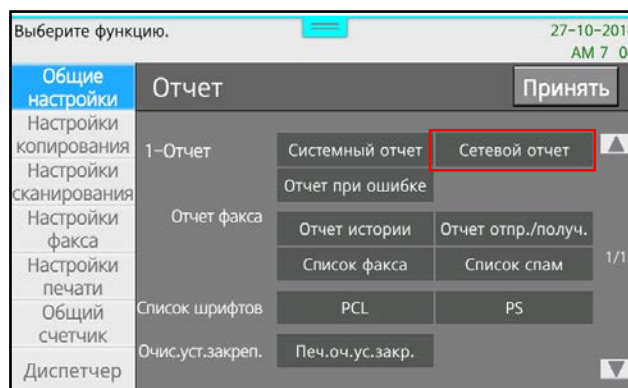 Выберите функцию.
27-10-201
AM 7 0
Общие
настройки
Отчет
Принять
Настройки
копирования
1-Отчет
Системный отчет
Сетевой отчет
Настройки
сканирования
Отчет при ошибке
Настройки
факса
Отчет факса
Отчет истории
Отчет отпр./получ.
Настройки
печати
Список факса
Список спам
1/1
Общий
счетчик
Список шрифтов
PCL
PS
Очис.уст.закреп.
Печ.оч.ус.закр.
Диспетчер